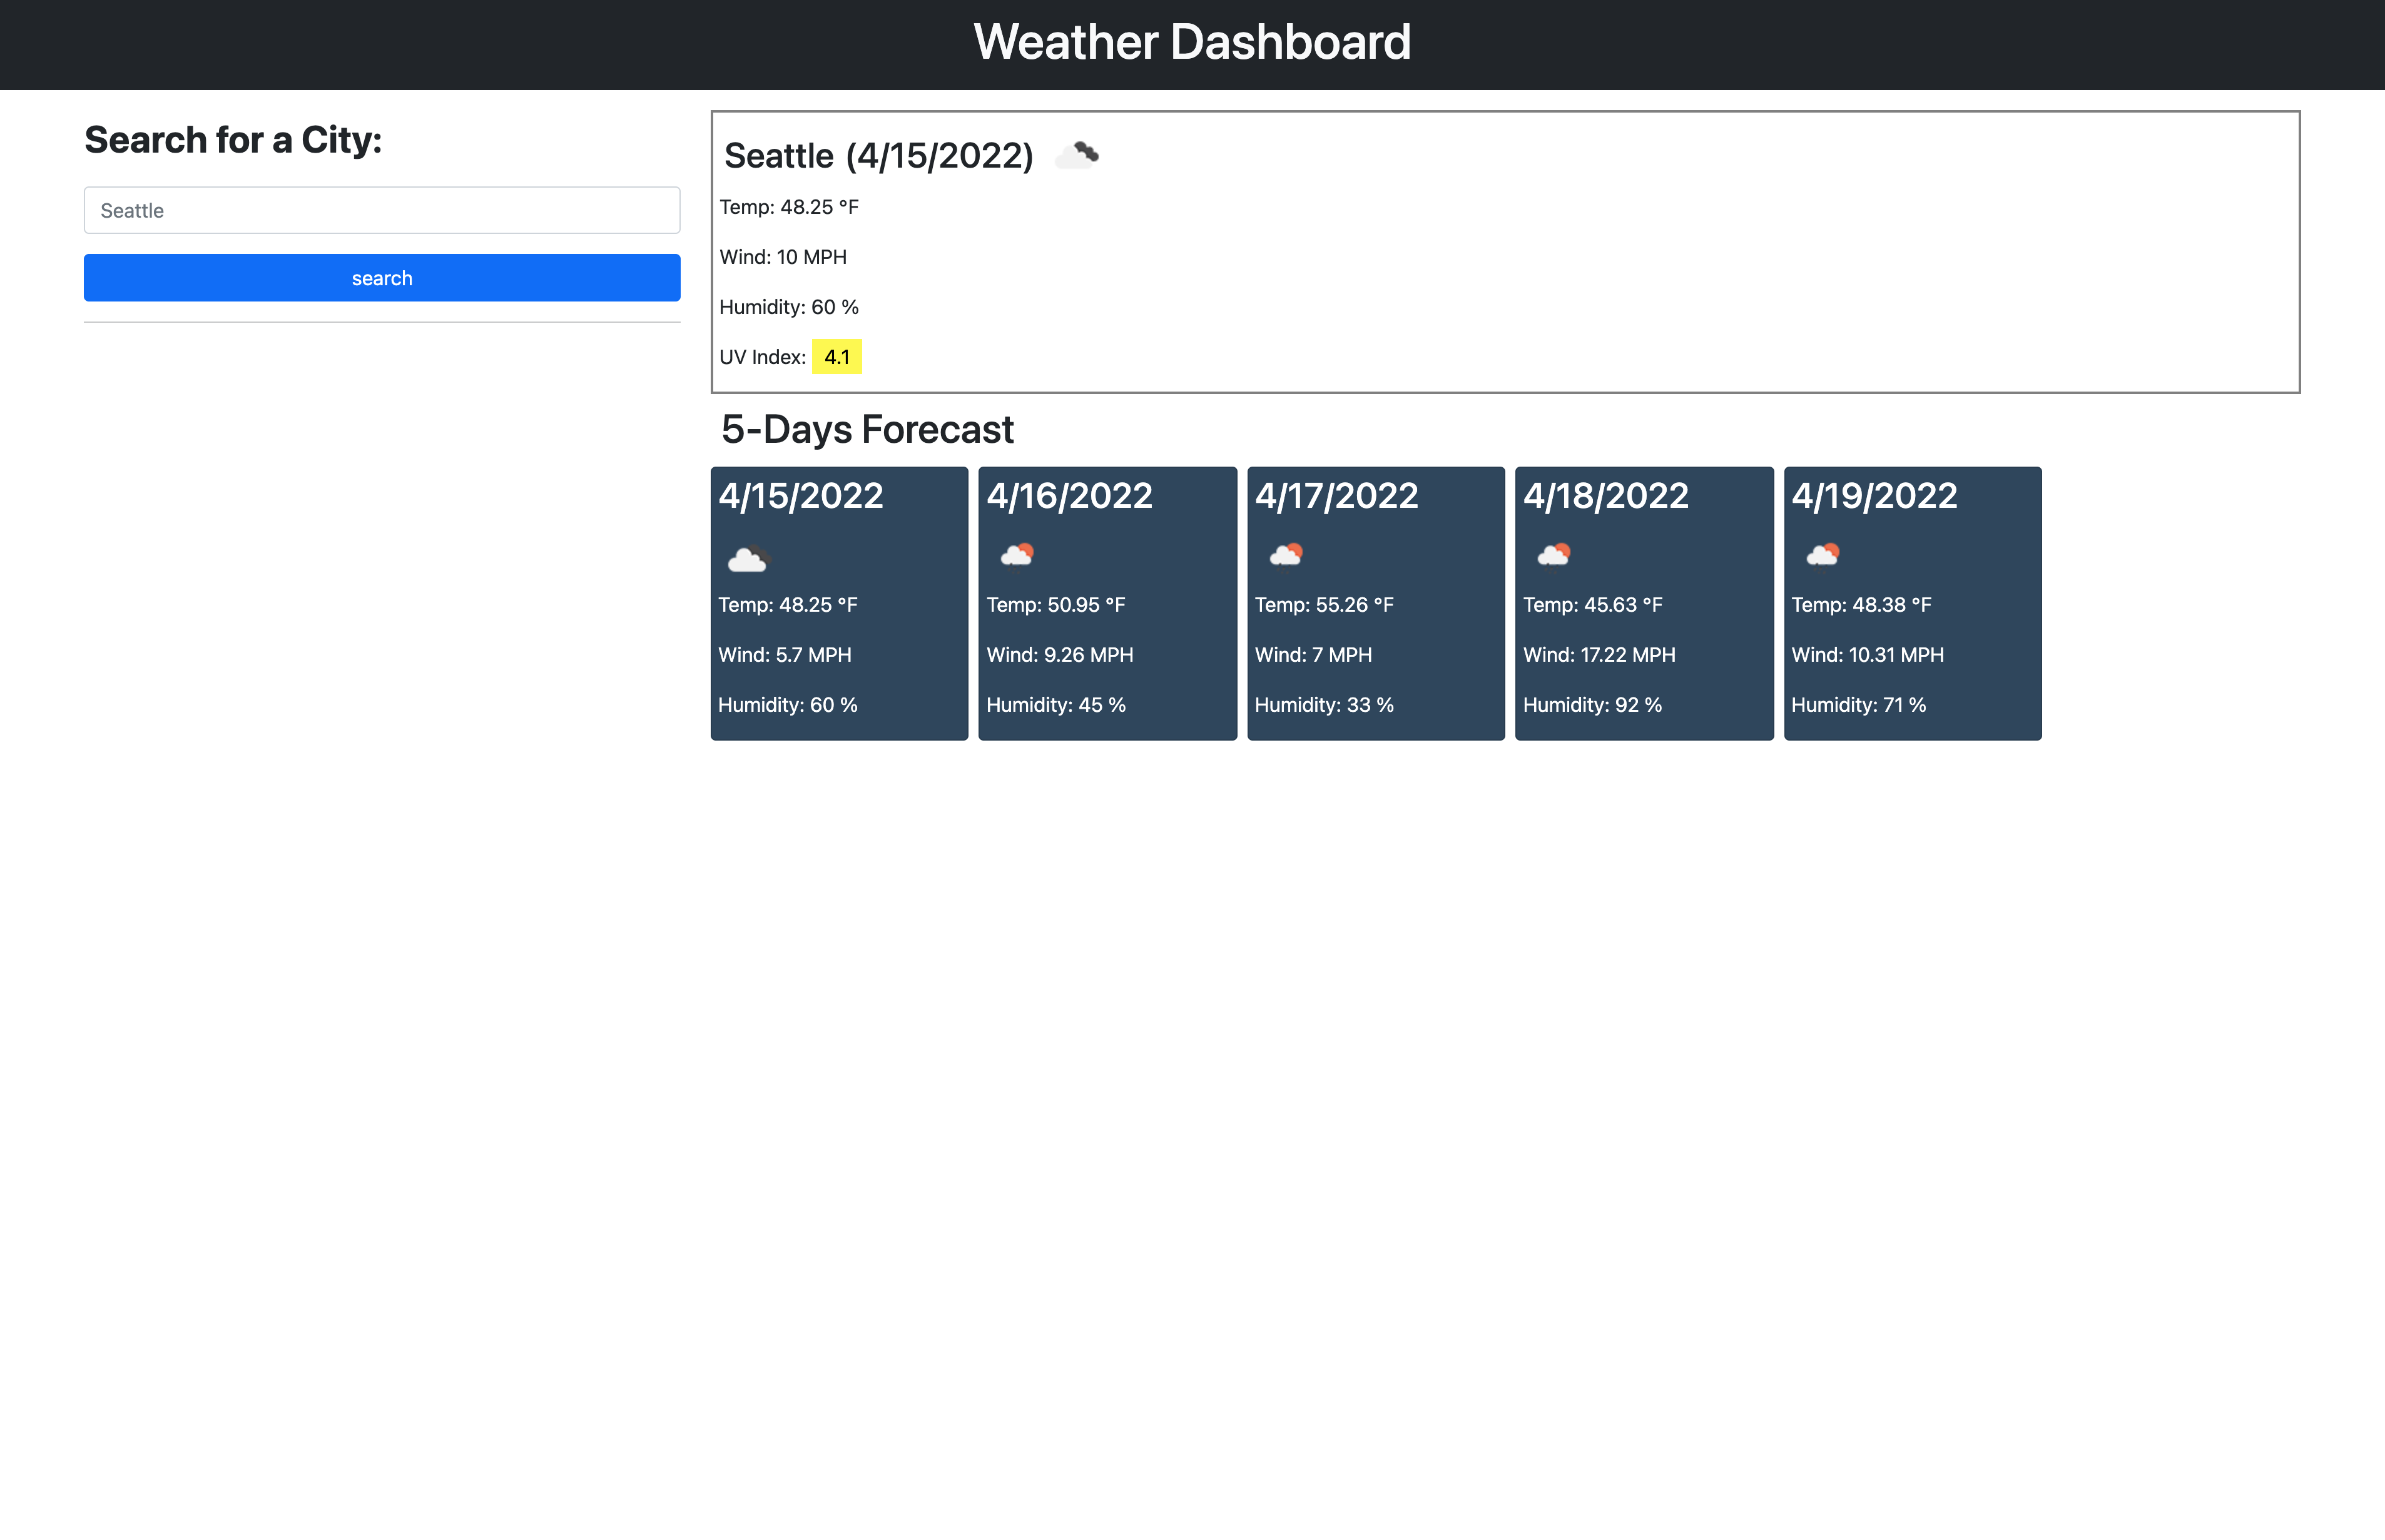 Weather Dashboard
Search for a City:
Seattle
search
Seattle (4/15/2022)
Temp: 48.25 °F
Wind: 10 MPH
Humidity: 60 %
UV Index: 4.1
5-Days Forecast
4/15/2022
Temp: 48.25 °F
Wind: 5.7 MPH
Humidity: 60 %
4/16/2022
Temp: 50.95 °F
Wind: 9.26 MPH
Humidity: 45 %
4/17/2022
Temp: 55.26 °F
Wind: 7 MPH
Humidity: 33 %
4/18/2022
Temp: 45.63 °F
Wind: 17.22 MPH
Humidity: 92 %
4/19/2022
Temp: 48.38 °F
Wind: 10.31 MPH
Humidity: 71 %